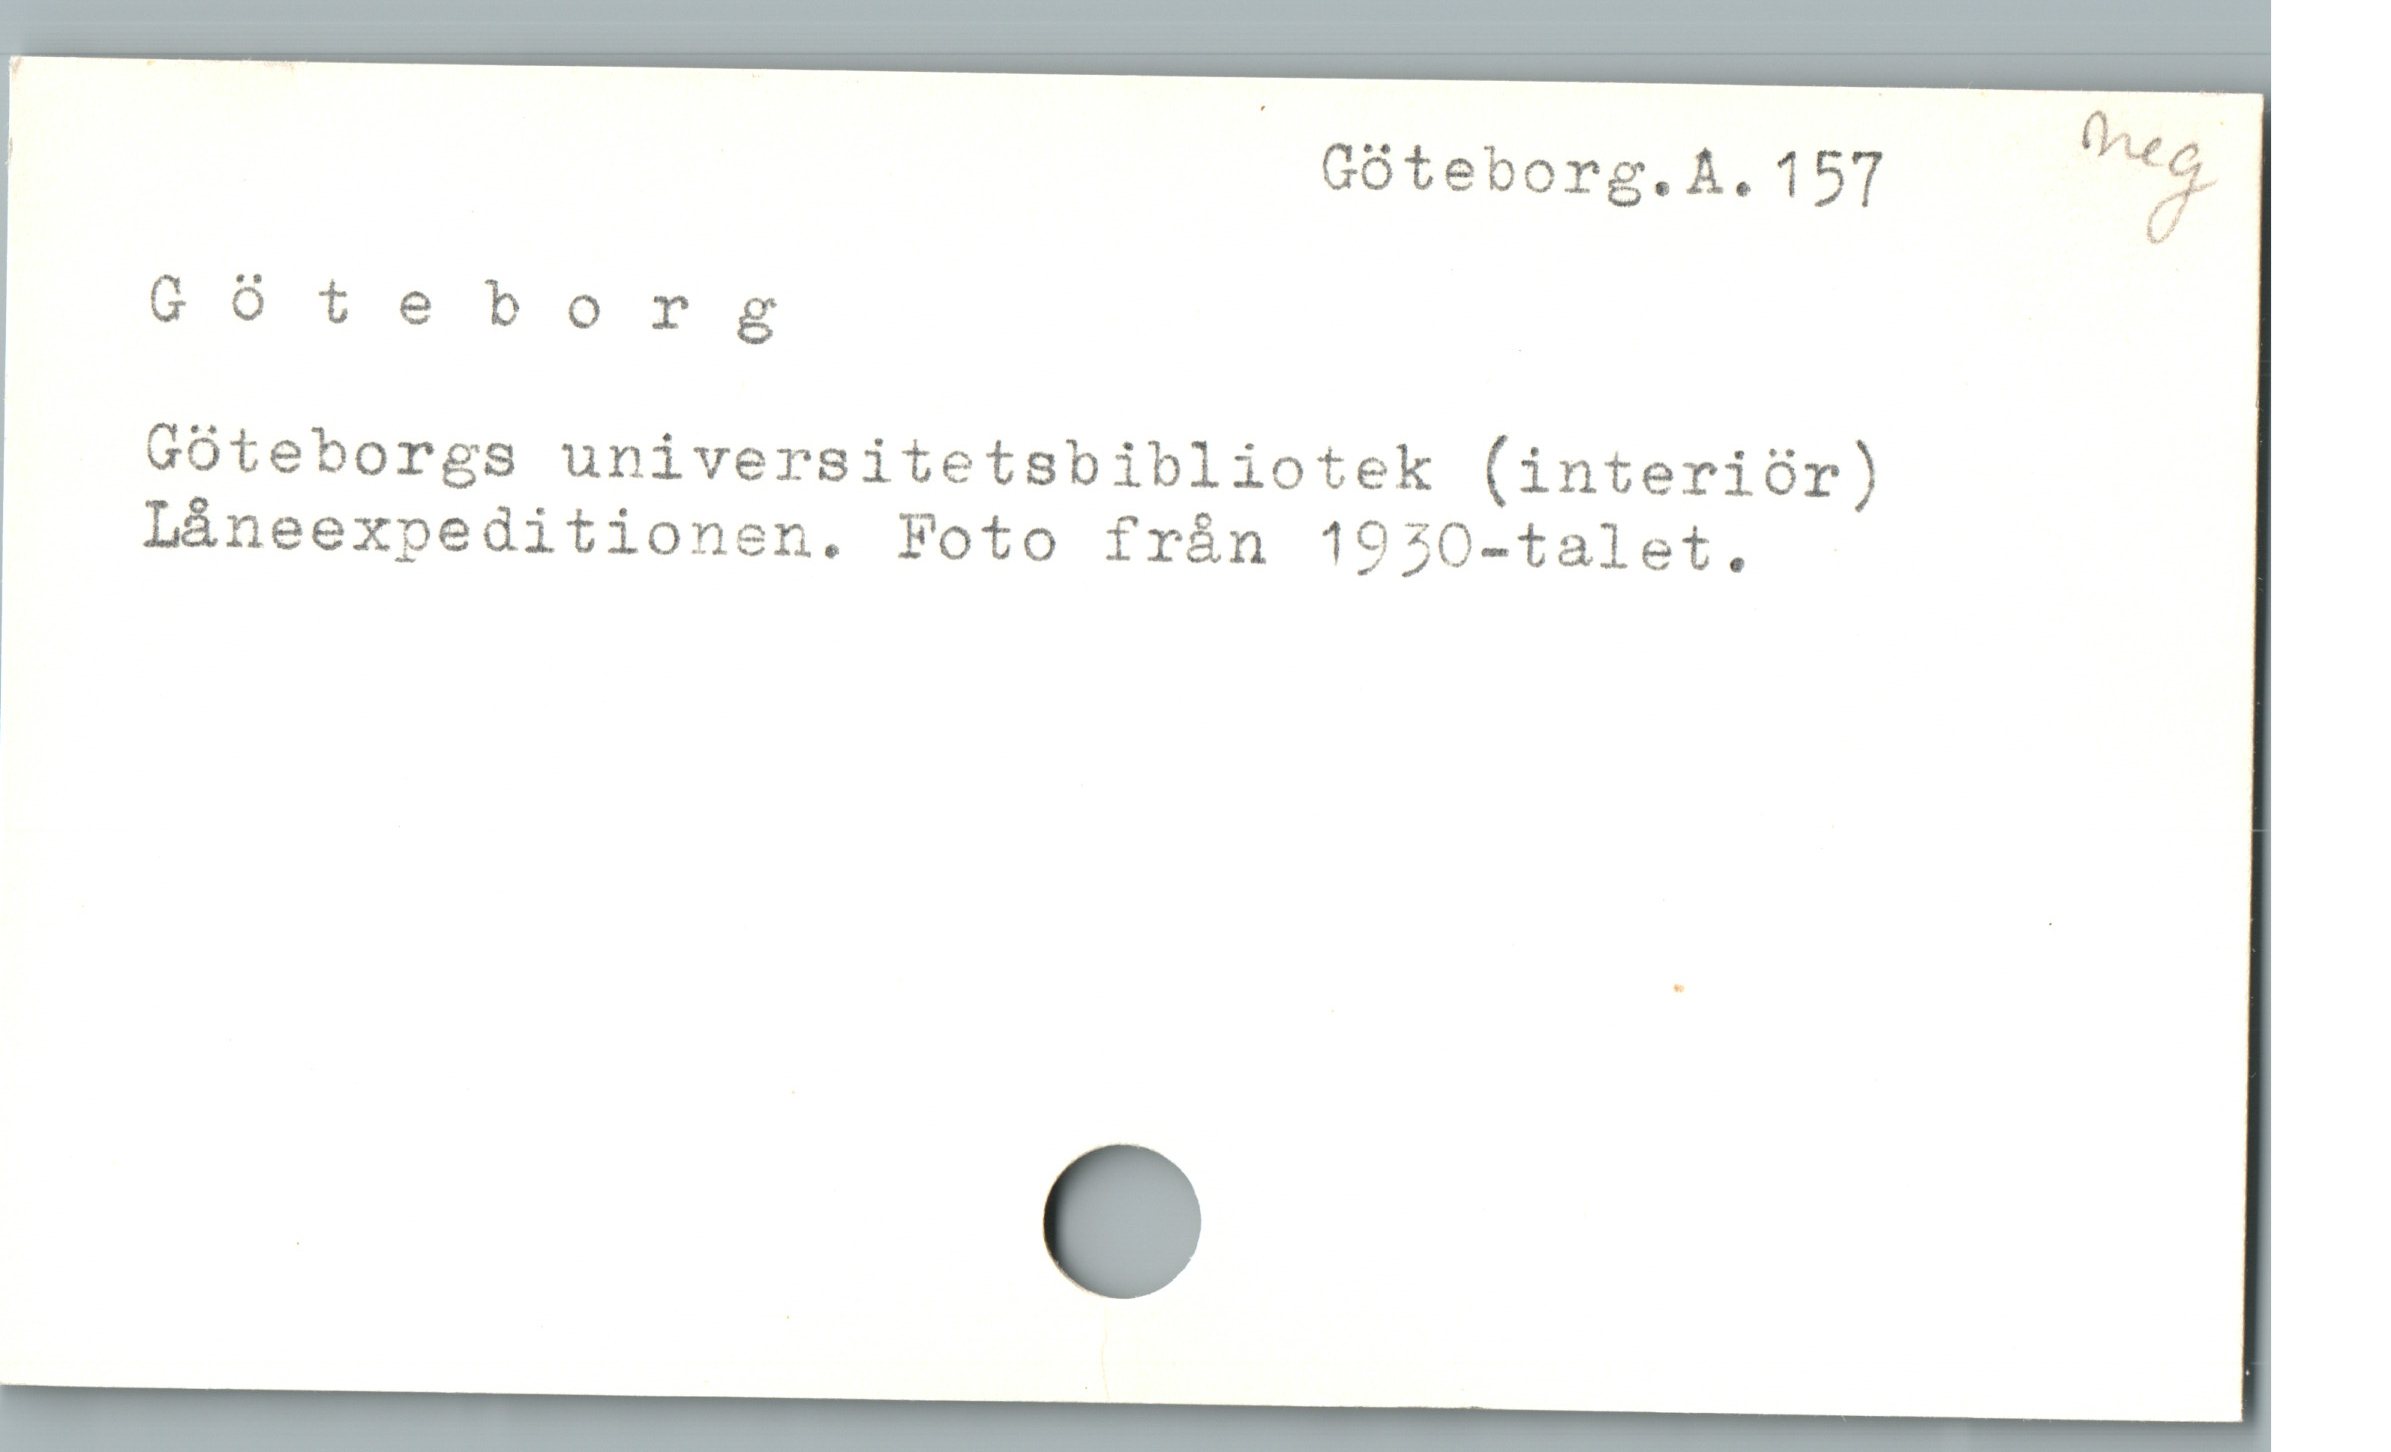 Göteborg.A.157
neg
G ö t e b o r g
Göteborgs universitetsbibliotek (interiör)
Låneexpeditionen. Foto från 1930-talet.